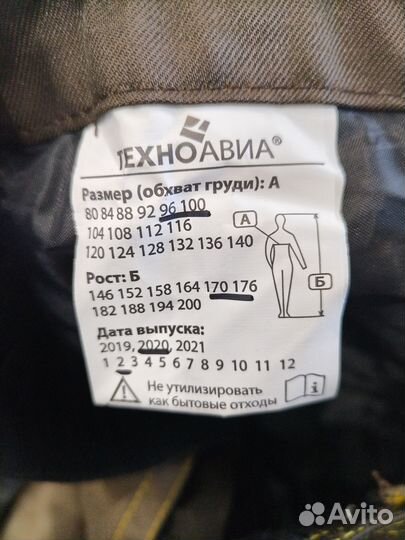 ТЕХНОАВИА®
Размер (обхват груди): А
80 84 88 92 96 100
104 108 112 116
120 124 128 132 136 140
А
Рост: Б
146 152 158 164 170 176
182 188 194 200
Б
Дата выпуска:
2019, 2020, 2021
1 2 3 4 5 6 7 8 9 10 11 12
Не утилизировать
как бытовые отходы
i
Avito